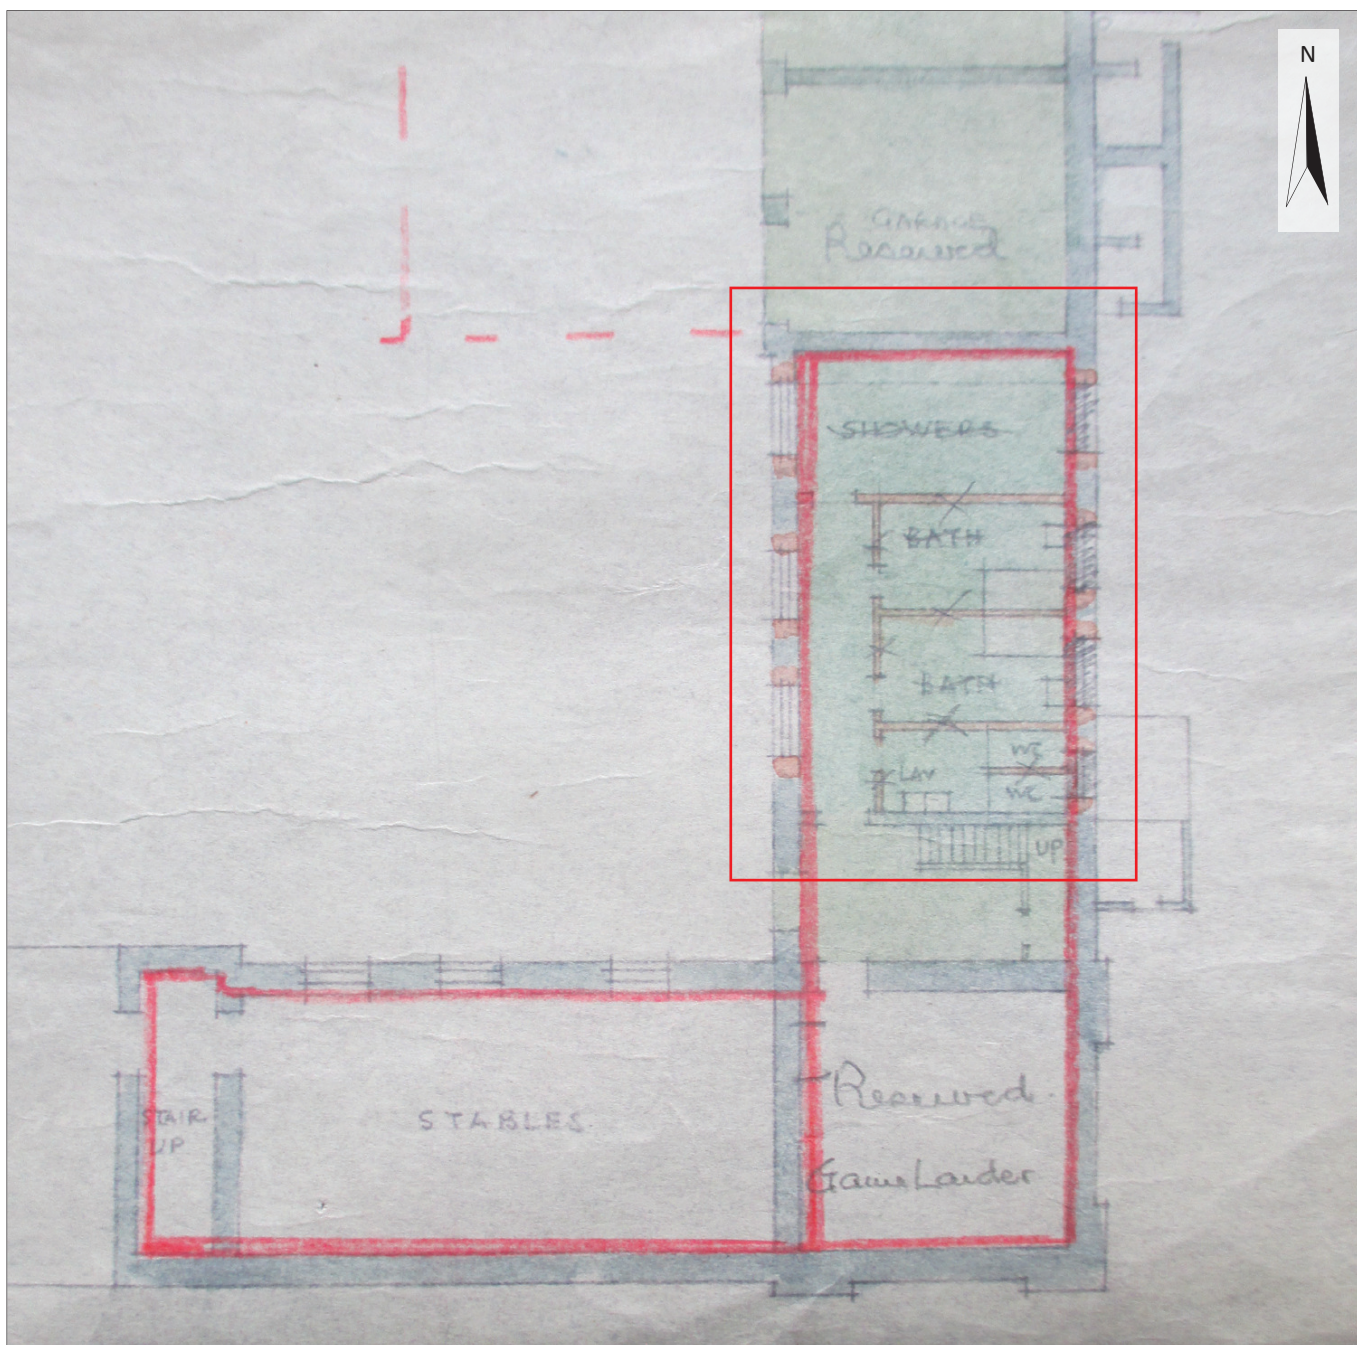 N
GARAGE
Reserved
SHOWERS
BATH
BATH
WC
LAV
WC
UP
STAIR
UP
STABLES
Reserved.
Game Larder